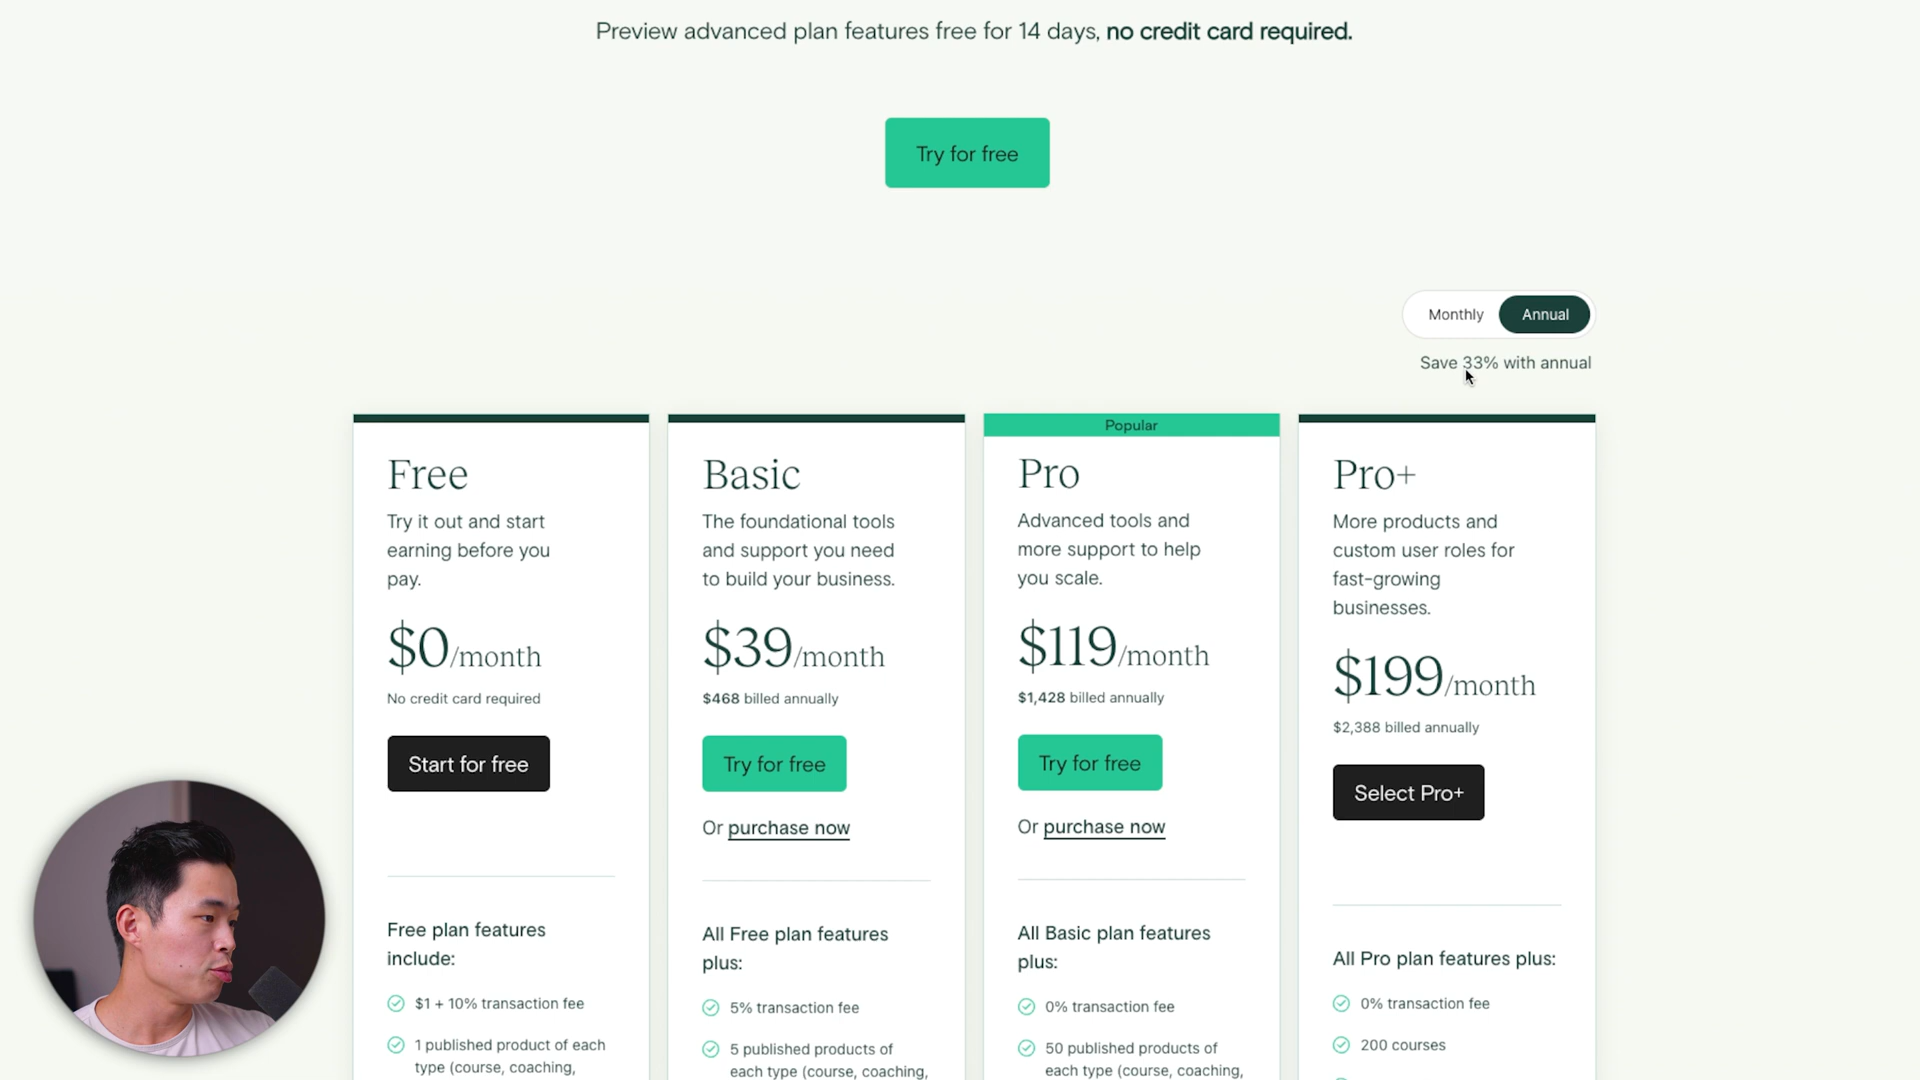 Preview advanced plan features free for 14 days, no credit card required.
Try for free
Monthly
Annual
Save 33% with annual
Free
Try it out and start
earning before you
pay.
$0/month
No credit card required
Start for free
Free plan features
include:
$1 + 10% transaction fee
1 published product of each
type (course, coaching,
Basic
The foundational tools
and support you need
to build your business.
$39/month
$468 billed annually
Try for free
Or purchase now
All Free plan features
plus:
5% transaction fee
5 published products of
each type (course, coaching,
Popular
Pro
Advanced tools and
more support to help
you scale.
$119/month
$1,428 billed annually
Try for free
Or purchase now
All Basic plan features
plus:
0% transaction fee
50 published products of
each type (course, coaching,
Pro+
More products and
custom user roles for
fast-growing
businesses.
$199/month
$2,388 billed annually
Select Pro+
All Pro plan features plus:
0% transaction fee
200 courses